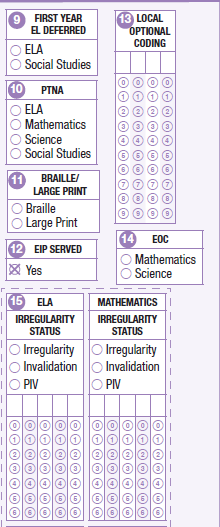 9 FIRST YEAR
EL DEFERRED
ELA
Social Studies
10 PTNA
ELA
Mathematics
Science
Social Studies
11 BRAILLE/
LARGE PRINT
Braille
Large Print
12 EIP SERVED
Yes
13 LOCAL
OPTIONAL
CODING
0 0 0 0
1 1 1 1
2 2 2 2
3 3 3 3
4 4 4 4
5 5 5 5
6 6 6 6
7 7 7 7
8 8 8 8
9 9 9 9
14 EOC
Mathematics
Science
15 ELA
IRREGULARITY
STATUS
Irregularity
Invalidation
PIV
0 0 0 0 0
1 1 1 1 1
2 2 2 2 2
3 3 3 3 3
4 4 4 4 4
5 5 5 5 5
6 6 6 6 6
MATHEMATICS
IRREGULARITY
STATUS
Irregularity
Invalidation
PIV
0 0 0 0 0
1 1 1 1 1
2 2 2 2 2
3 3 3 3 3
4 4 4 4 4
5 5 5 5 5
6 6 6 6 6